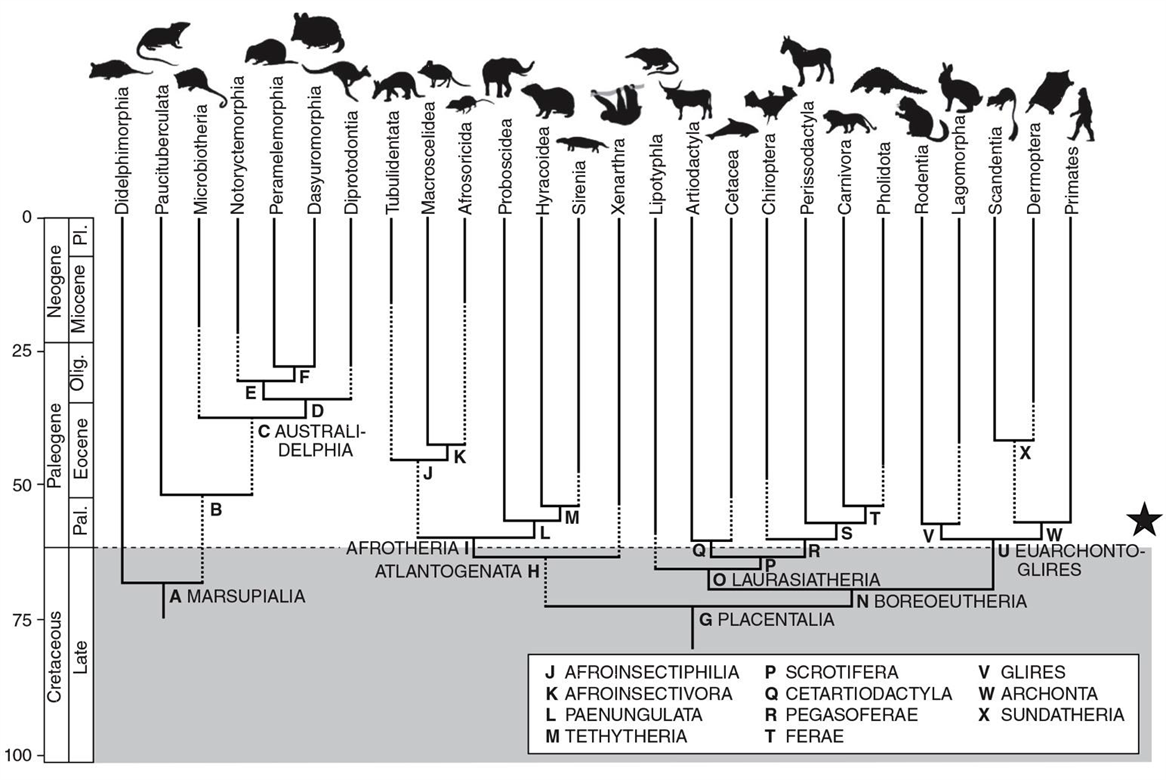 Didelphimorphia
Paucituberculata
Microbiotheria
Notoryctemorphia
Peramelemorphia
Dasyuromorphia
Diprotodontia
Tubulidentata
Macroscelidea
Afrosoricida
Proboscidea
Hyracoidea
Sirenia
Xenarthra
Lipotyphla
Artiodactyla
Cetacea
Chiroptera
Perissodactyla
Carnivora
Pholidota
Rodentia
Lagomorpha
Scandentia
Dermoptera
Primates
0
25
50
75
100
Neogene
Paleogene
Cretaceous
Pl.
Miocene
Olig.
Eocene
Pal.
Late
F
E
D
C AUSTRALI-
DELPHIA
B
A MARSUPIALIA
K
J
M
L
AFROTHERIA I
ATLANTOGENATA H
T
S
Q
R
P
O LAURASIATHERIA
X
V
W
U EUARCHONTO-
GLIRES
N BOREOEUTHERIA
G PLACENTALIA
J AFROINSECTIPHILIA
K AFROINSECTIVORA
L PAENUNGULATA
M TETHYTHERIA
P SCROTIFERA
Q CETARTIODACTYLA
R PEGASOFERAE
T FERAE
V GLIRES
W ARCHONTA
X SUNDATHERIA